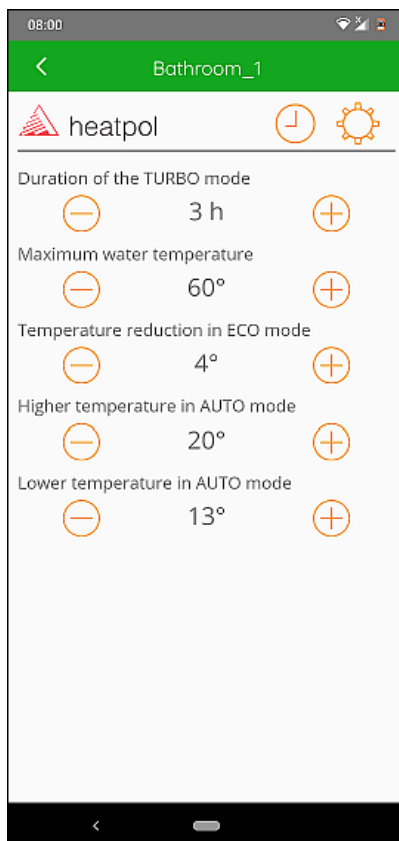 08:00
Bathroom_1
heatpol
Duration of the TURBO mode
3 h
Maximum water temperature
60°
Temperature reduction in ECO mode
4°
Higher temperature in AUTO mode
20°
Lower temperature in AUTO mode
13°